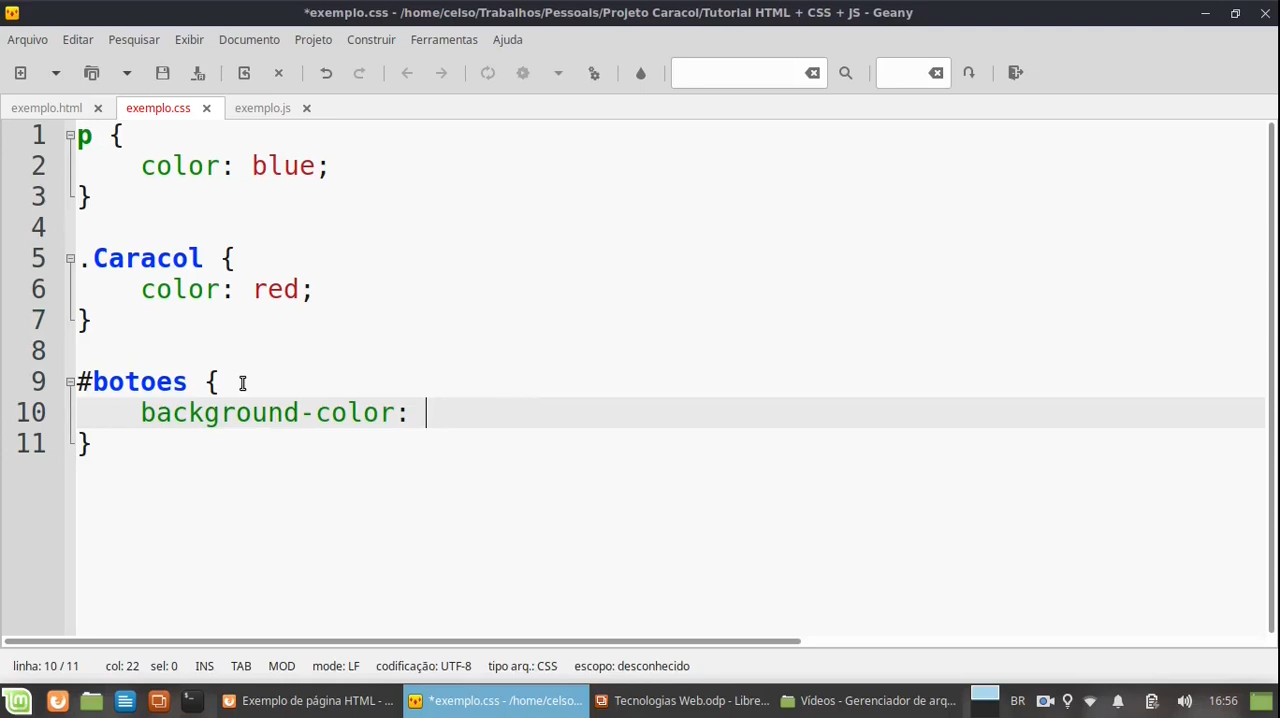 *exemplo.css - /home/celso/Trabalhos/Pessoais/Projeto Caracol/Tutorial HTML + CSS + JS - Geany
Arquivo Editar Pesquisar Exibir Documento Projeto Construir Ferramentas Ajuda
exemplo.html exemplo.css exemplo.js
1 p {
2 color: blue;
3 }
4
5 .Caracol {
6 color: red;
7 }
8
9 #botoes {
10 background-color:
11 }
linha: 10 / 11 col: 22 sel: 0 INS TAB MOD mode: LF codificação: UTF-8 tipo arq.: CSS escopo: desconhecido
Exemplo de página HTML - ... *exemplo.css - /home/celso... Tecnologias Web.odp - Libre... Vídeos - Gerenciador de arq... BR 16:56